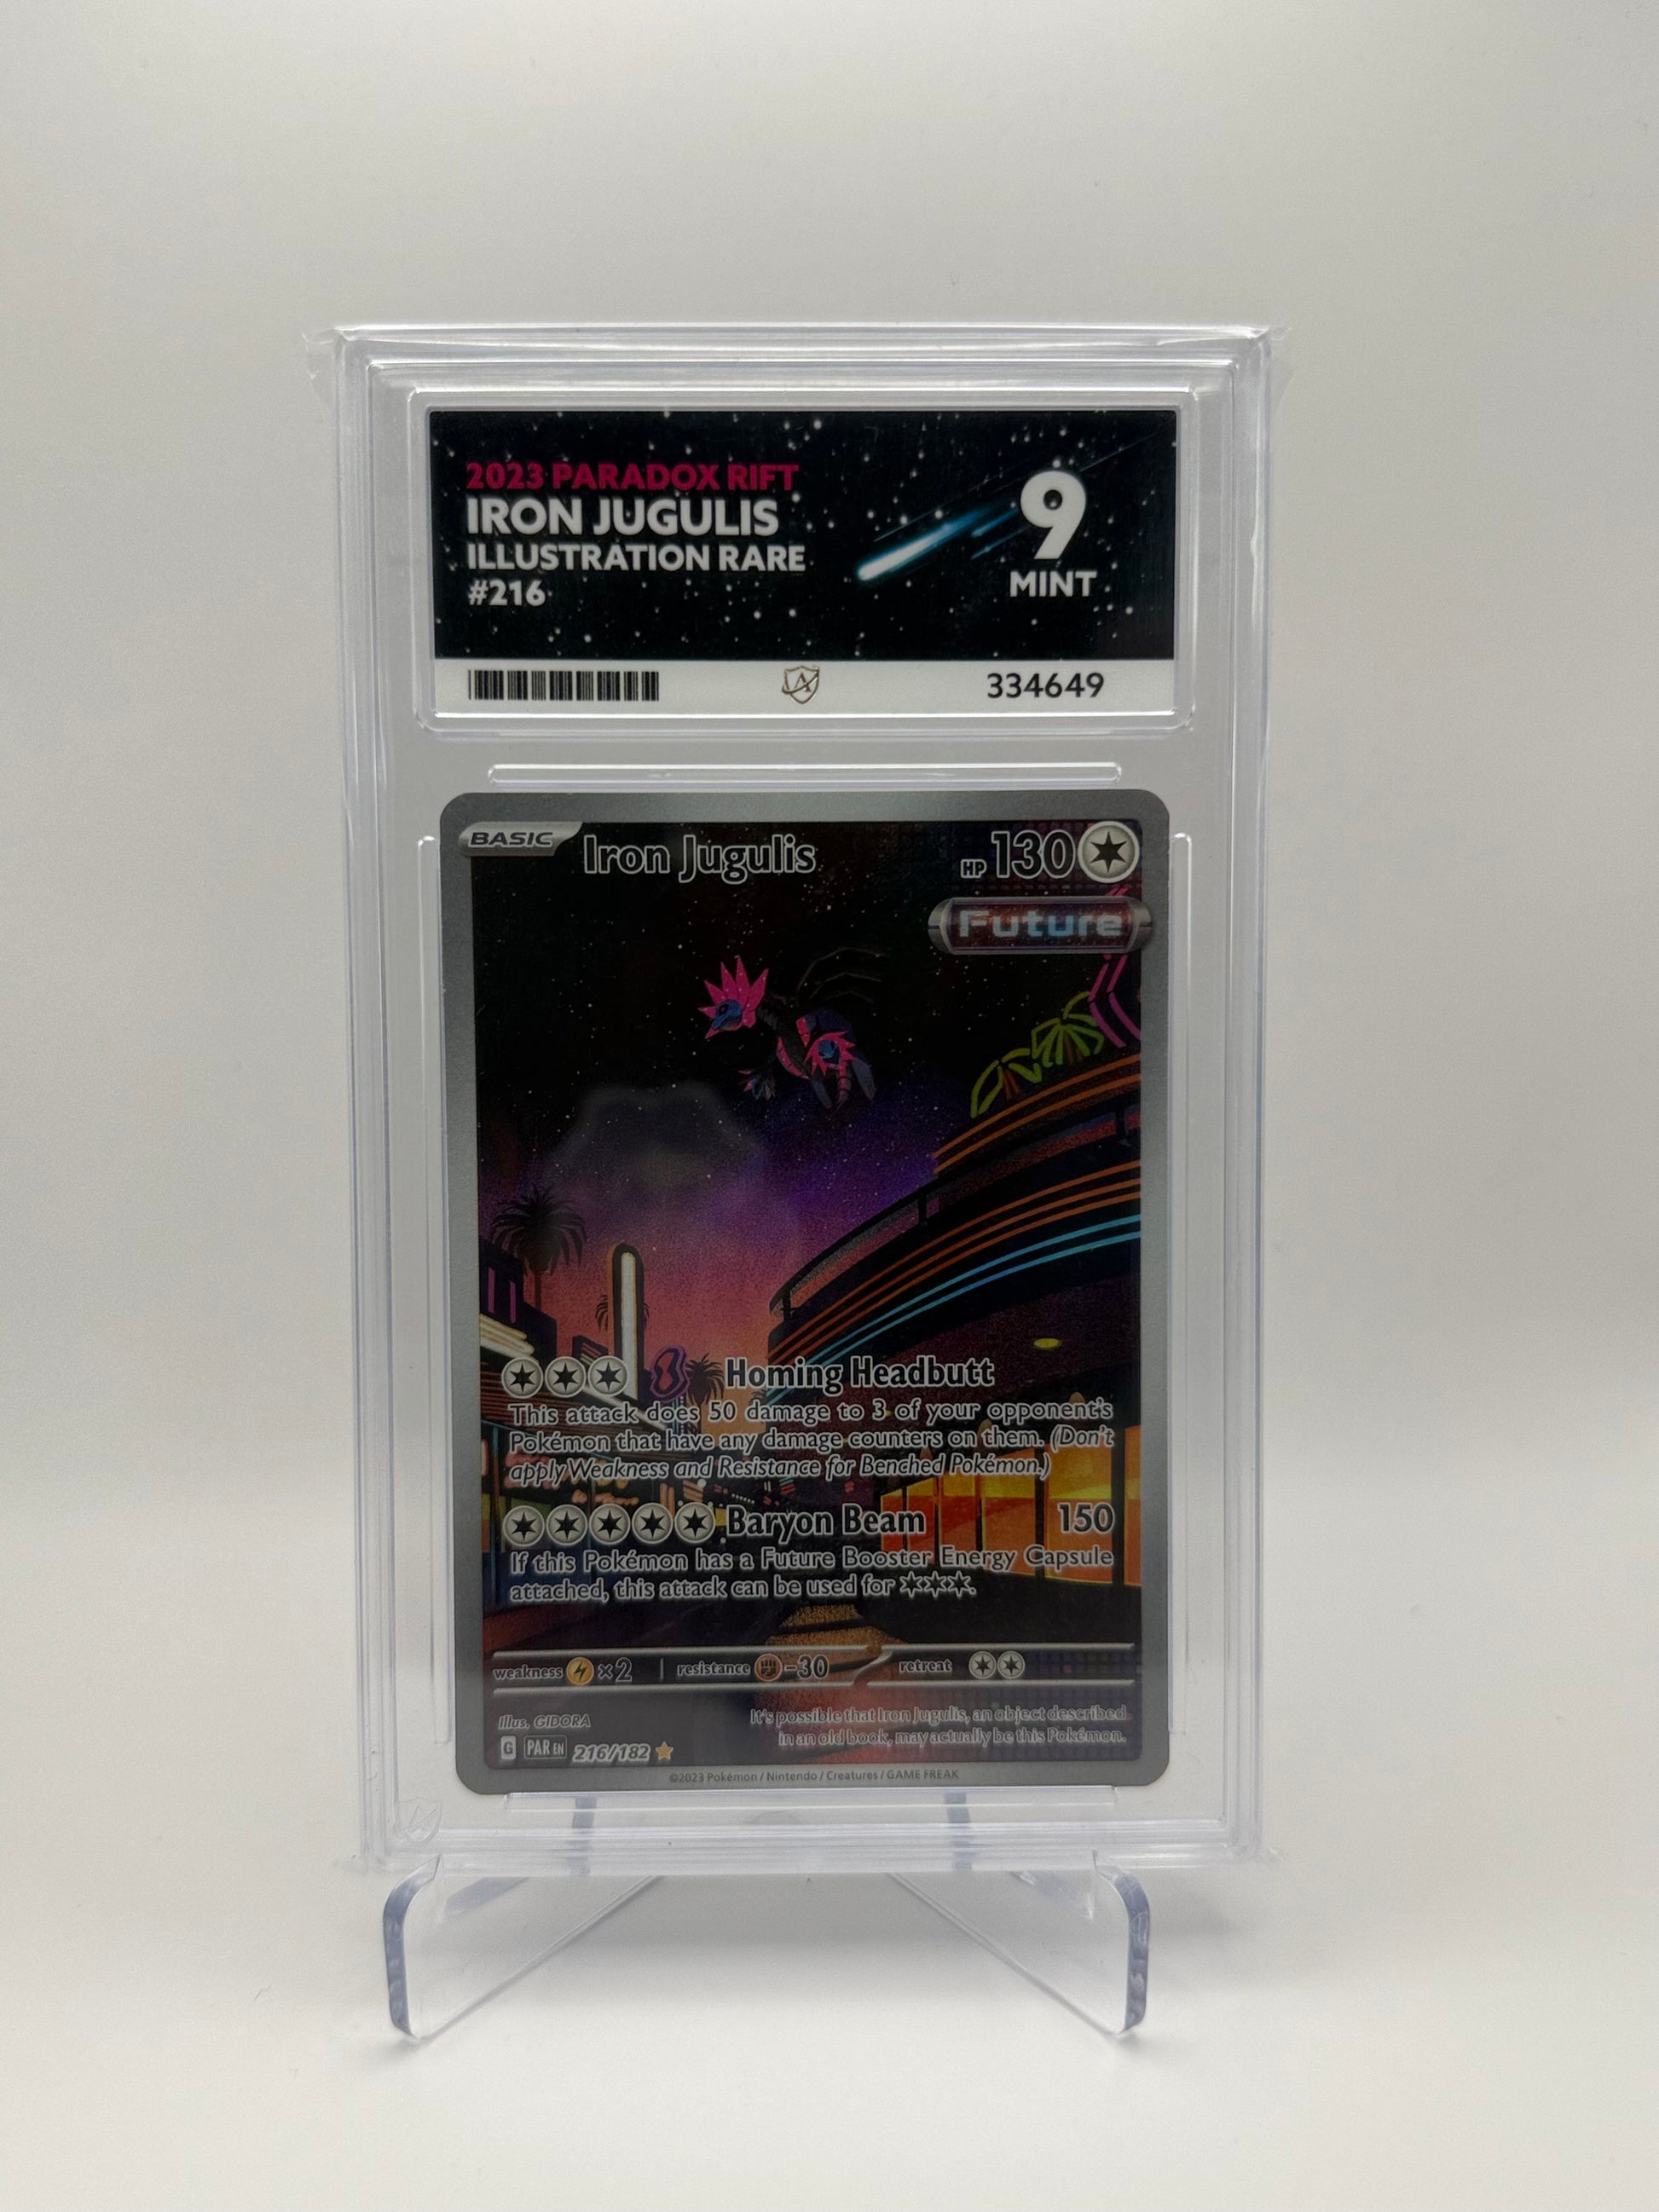 2023 PARADOX RIFT
IRON JUGULIS
ILLUSTRATION RARE
#216
9
MINT
334649
BASIC
Iron Jugulis
HP 130
Future
Homing Headbutt
This attack does 50 damage to 3 of your opponent's
Pokémon that have any damage counters on them. (Don't
apply Weakness and Resistance for Benched Pokémon.)
Baryon Beam 150
If this Pokémon has a Future Booster Energy Capsule
attached, this attack can be used for ✶✶✶.
weakness ×2 resistance -30 retreat
Illus. GIDORA
It's possible that Iron Jugulis, an object described
in an old book, may actually be this Pokémon.
G PAR EN 216/182
©2023 Pokémon / Nintendo / Creatures / GAME FREAK